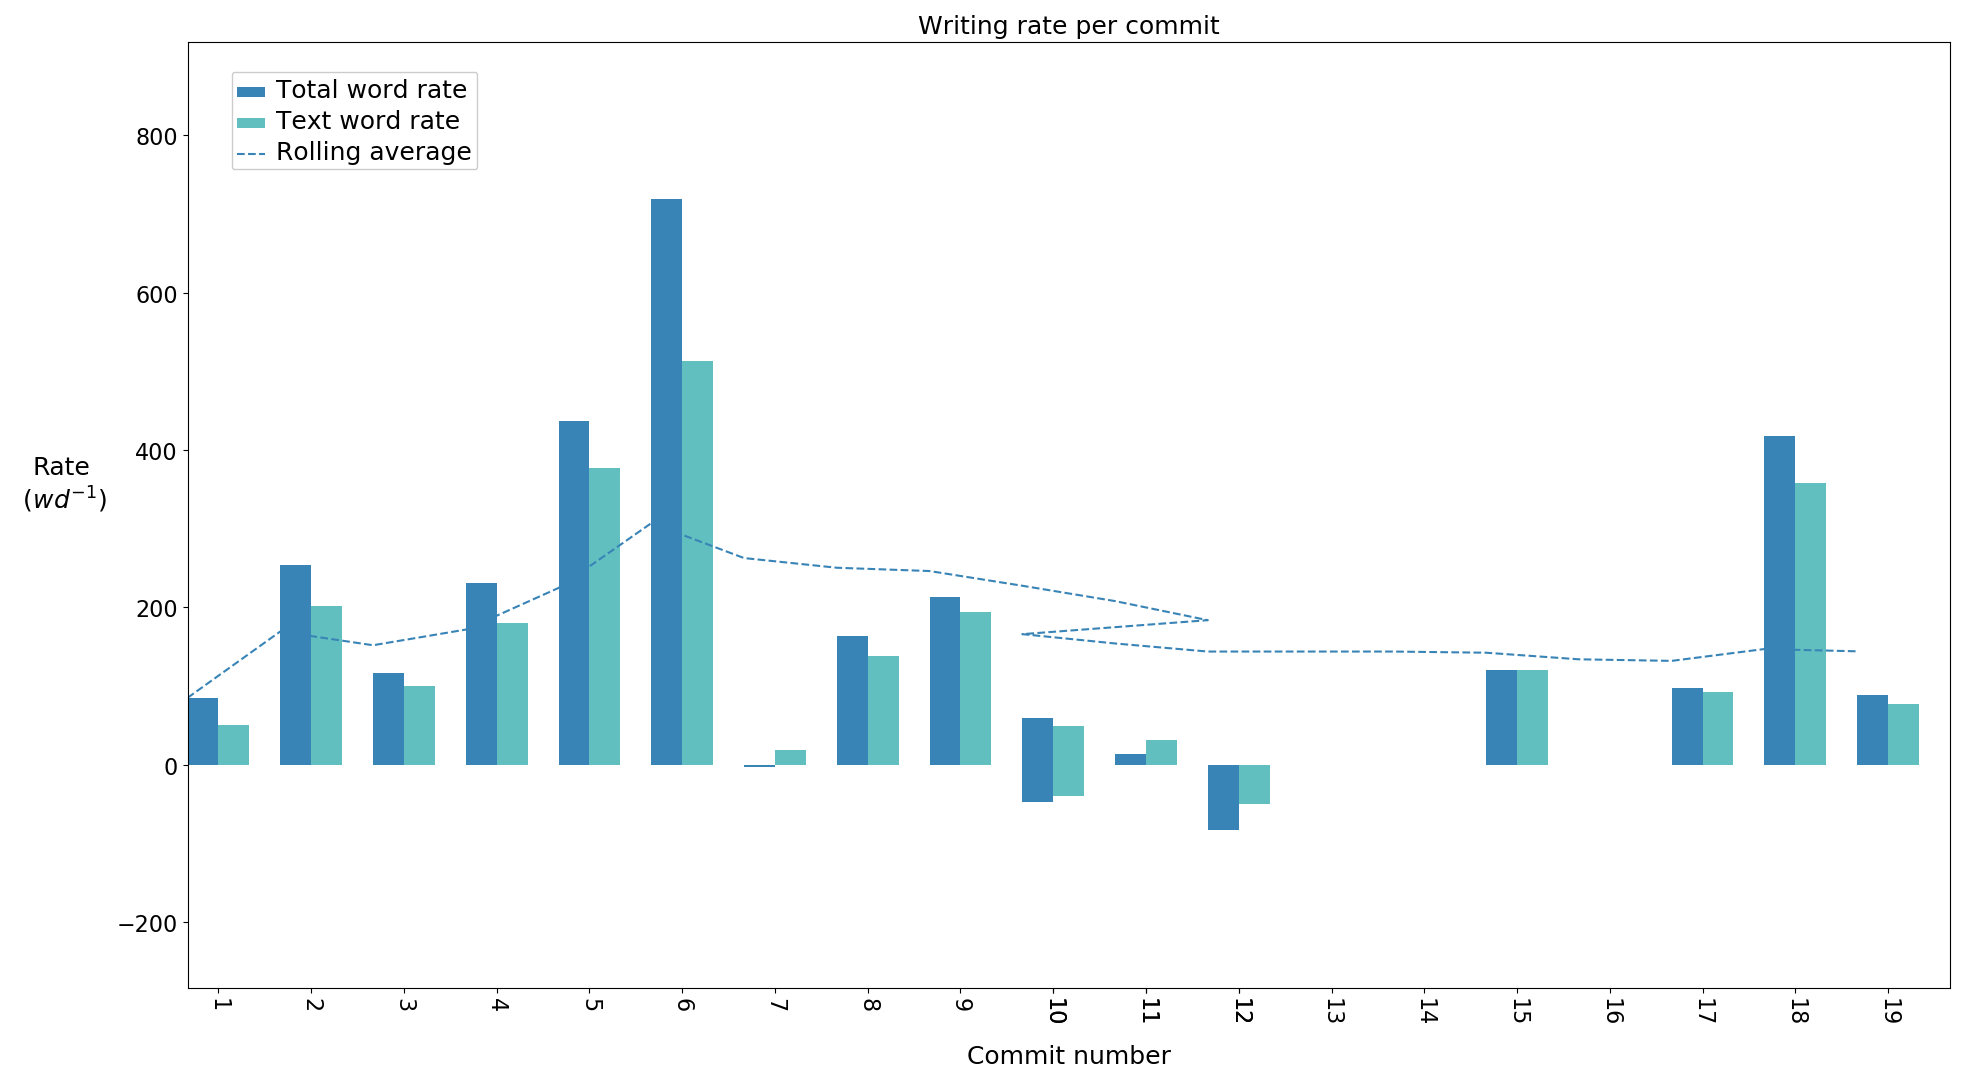 Writing rate per commit
Total word rate
Text word rate
Rolling average
800
600
400
200
0
−200
Rate
(wd⁻¹)
1 2 3 4 5 6 7 8 9 10 11 12 13 14 15 16 17 18 19
Commit number